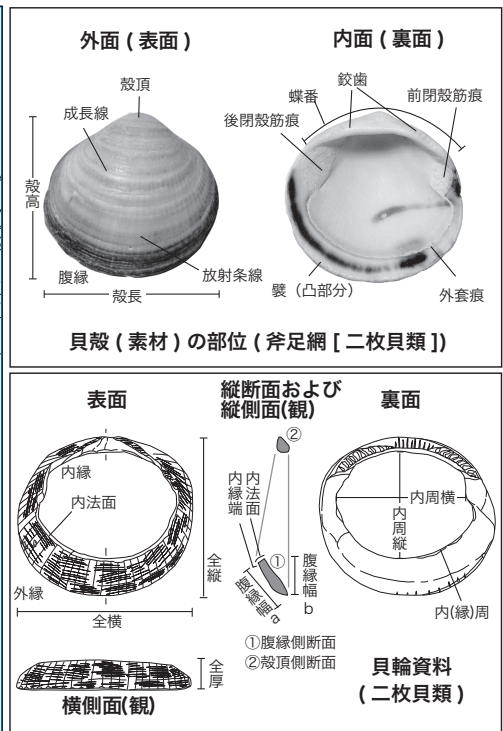 外面 ( 表面 )
内面 ( 裏面 )
殻頂
成長線
殻高
腹縁
殻長
放射条線
蝶番
鉸歯
前閉殻筋痕
後閉殻筋痕
襞（凸部分）
外套痕
貝殻 ( 素材 ) の部位 ( 斧足網 [ 二枚貝類 ])
表面
縦断面および
縦側面(観)
裏面
内縁
内法面
外縁
全縦
全横
全厚
横側面(観)
②
内法面
内縁端
①
腹縁幅
a
腹縁幅
b
①腹縁側断面
②殻頂側断面
内周横
内周縦
内(縁)周
貝輪資料
( 二枚貝類 )